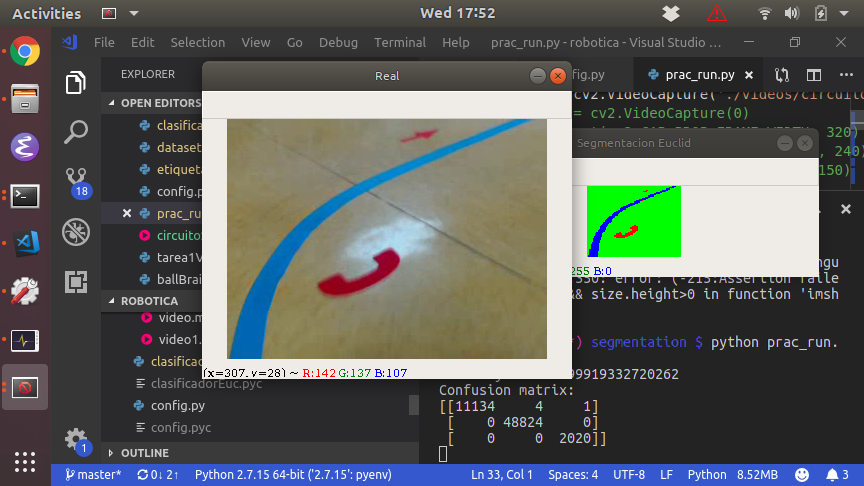 Activities
Wed 17:52
File Edit Selection View Go Debug Terminal Help prac_run.py - robotica - Visual Studio ...
EXPLORER
OPEN EDITORS
clasifica
dataset
etiqueta
config.p
prac_ru
circuito
tarea1V
ballBrai
ROBOTICA
video.m
video1.
clasificado
clasificadorEuc.pyc
config.py
config.pyc
OUTLINE
18
1
Real
(x=307, y=28) ~ R:142 G:137 B:107
fig.py
prac_run.py
cv2.VideoCapture("./videos/circuito
= cv2.VideoCapture(0)
320)
, 240)
150)
Segmentacion Euclid
255 B:0
ngu
error: (-215:Assertion faile
&& size.height>0 in function 'imsh
) segmentation $ python prac_run.
99919332720262
Confusion matrix:
[[11134 4 1]
[ 0 48824 0]
[ 0 0 2020]]
master* 0↓ 2↑ Python 2.7.15 64-bit ('2.7.15': pyenv) Ln 33, Col 1 Spaces: 4 UTF-8 LF Python 8.52MB 3